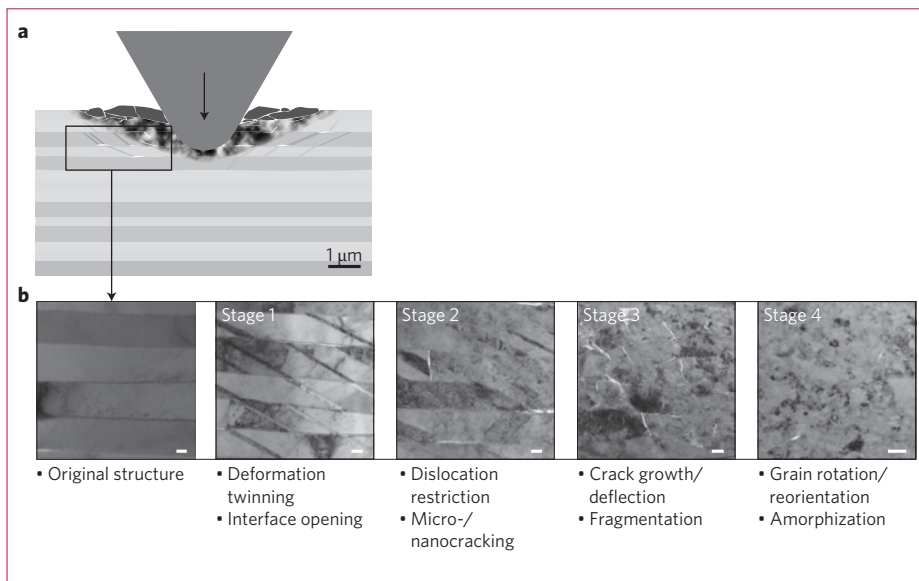 a
1 μm
b
Stage 1
Stage 2
Stage 3
Stage 4
• Original structure
• Deformation
twinning
• Interface opening
• Dislocation
restriction
• Micro-/
nanocracking
• Crack growth/
deflection
• Fragmentation
• Grain rotation/
reorientation
• Amorphization